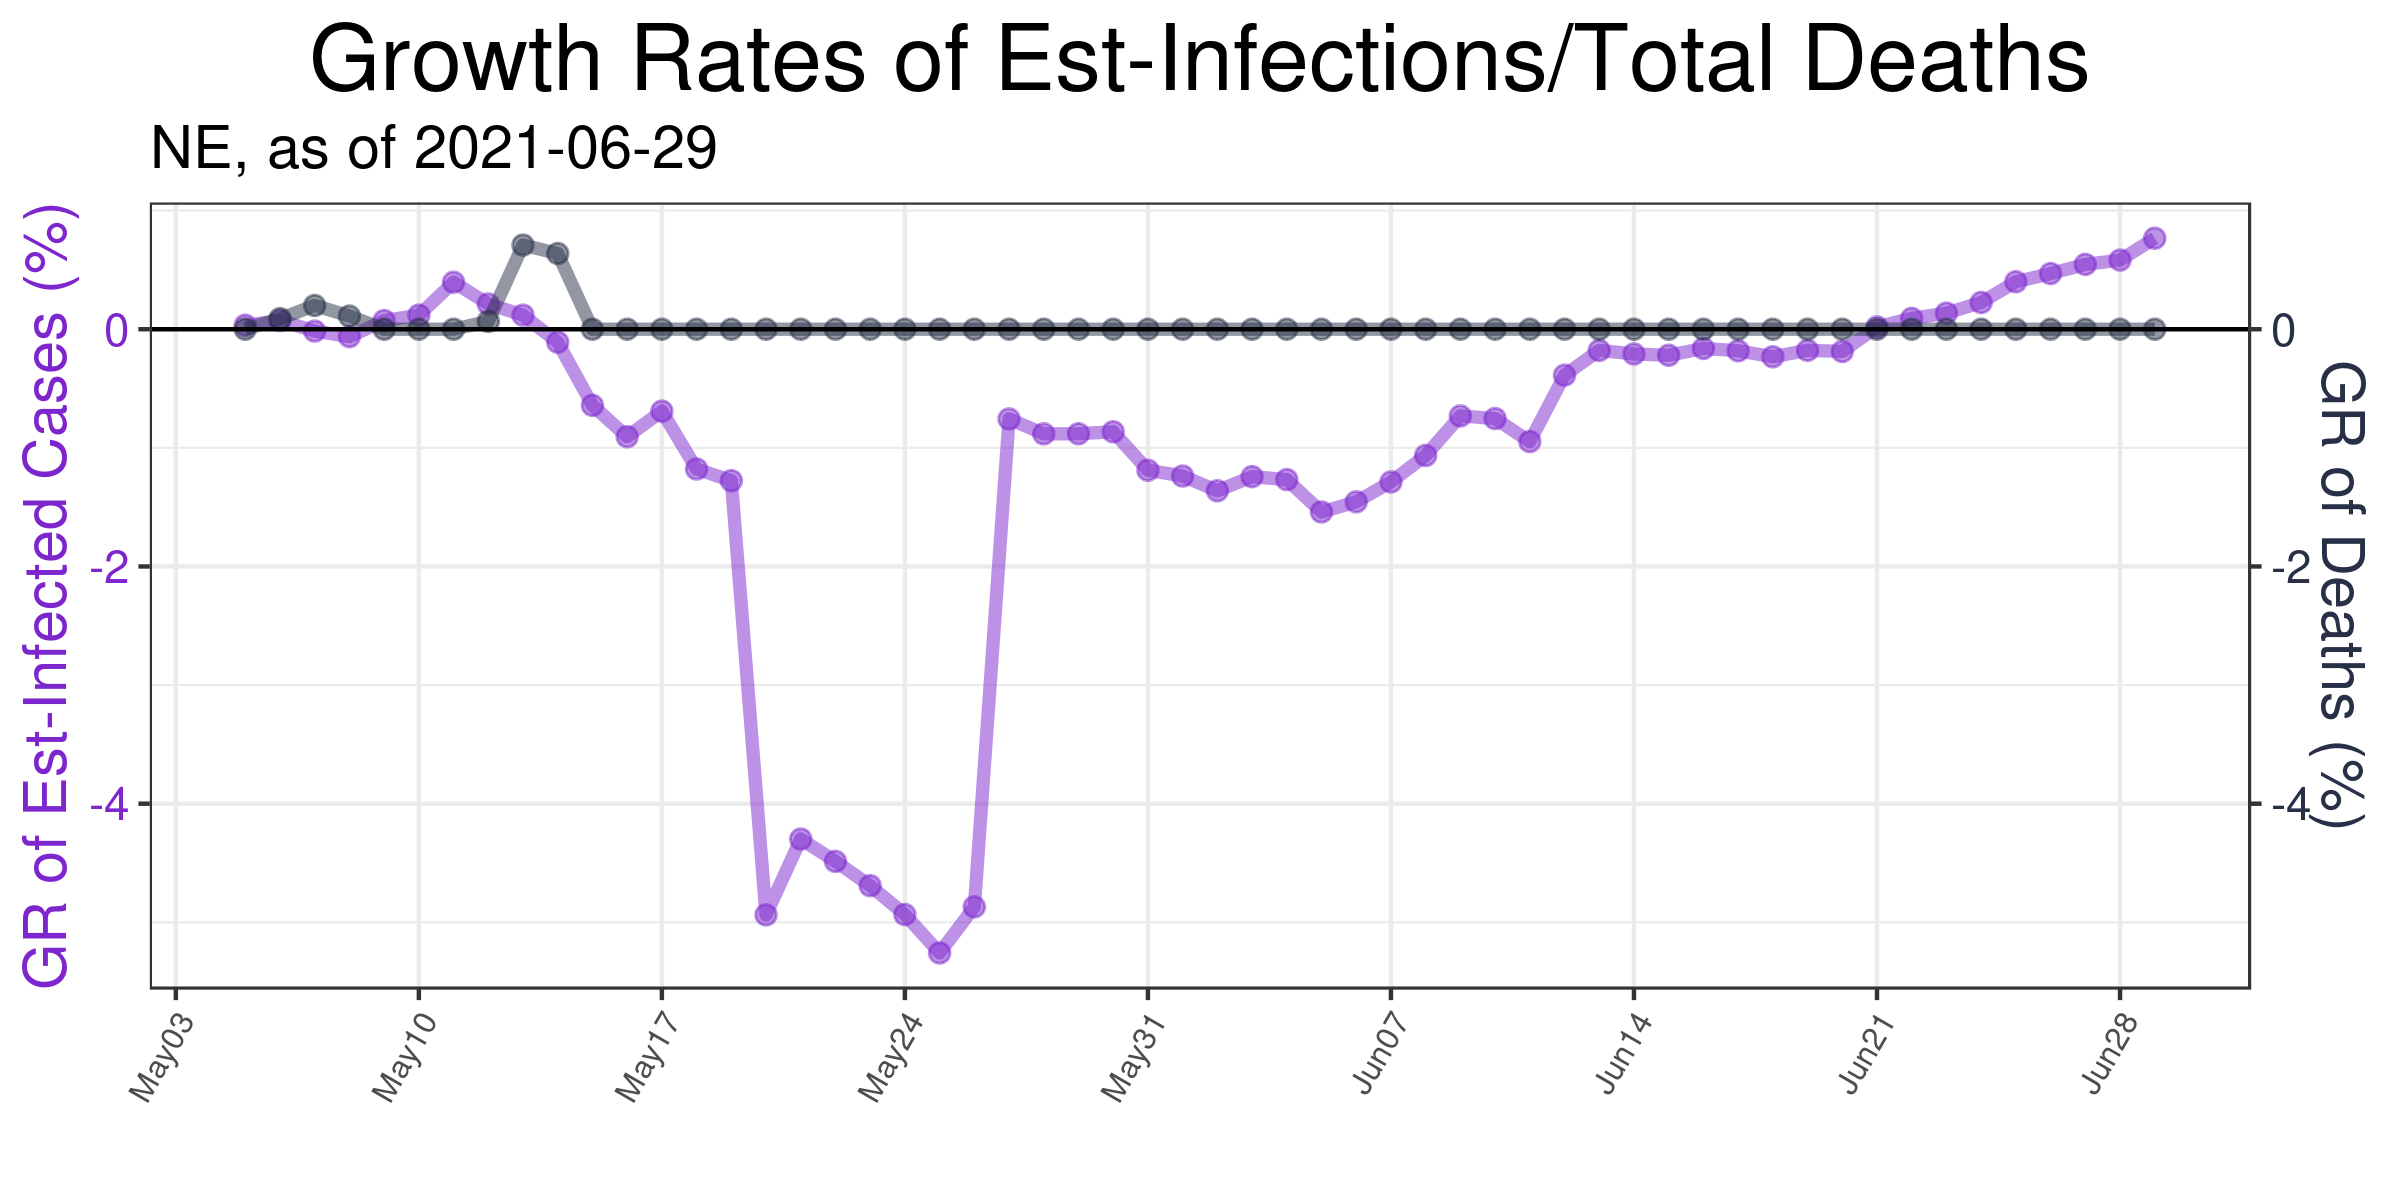 Growth Rates of Est-Infections/Total Deaths
NE, as of 2021-06-29
GR of Est-Infected Cases (%)
0
-2
-4
0
-2
-4
GR of Deaths (%)
May03
May10
May17
May24
May31
Jun07
Jun14
Jun21
Jun28